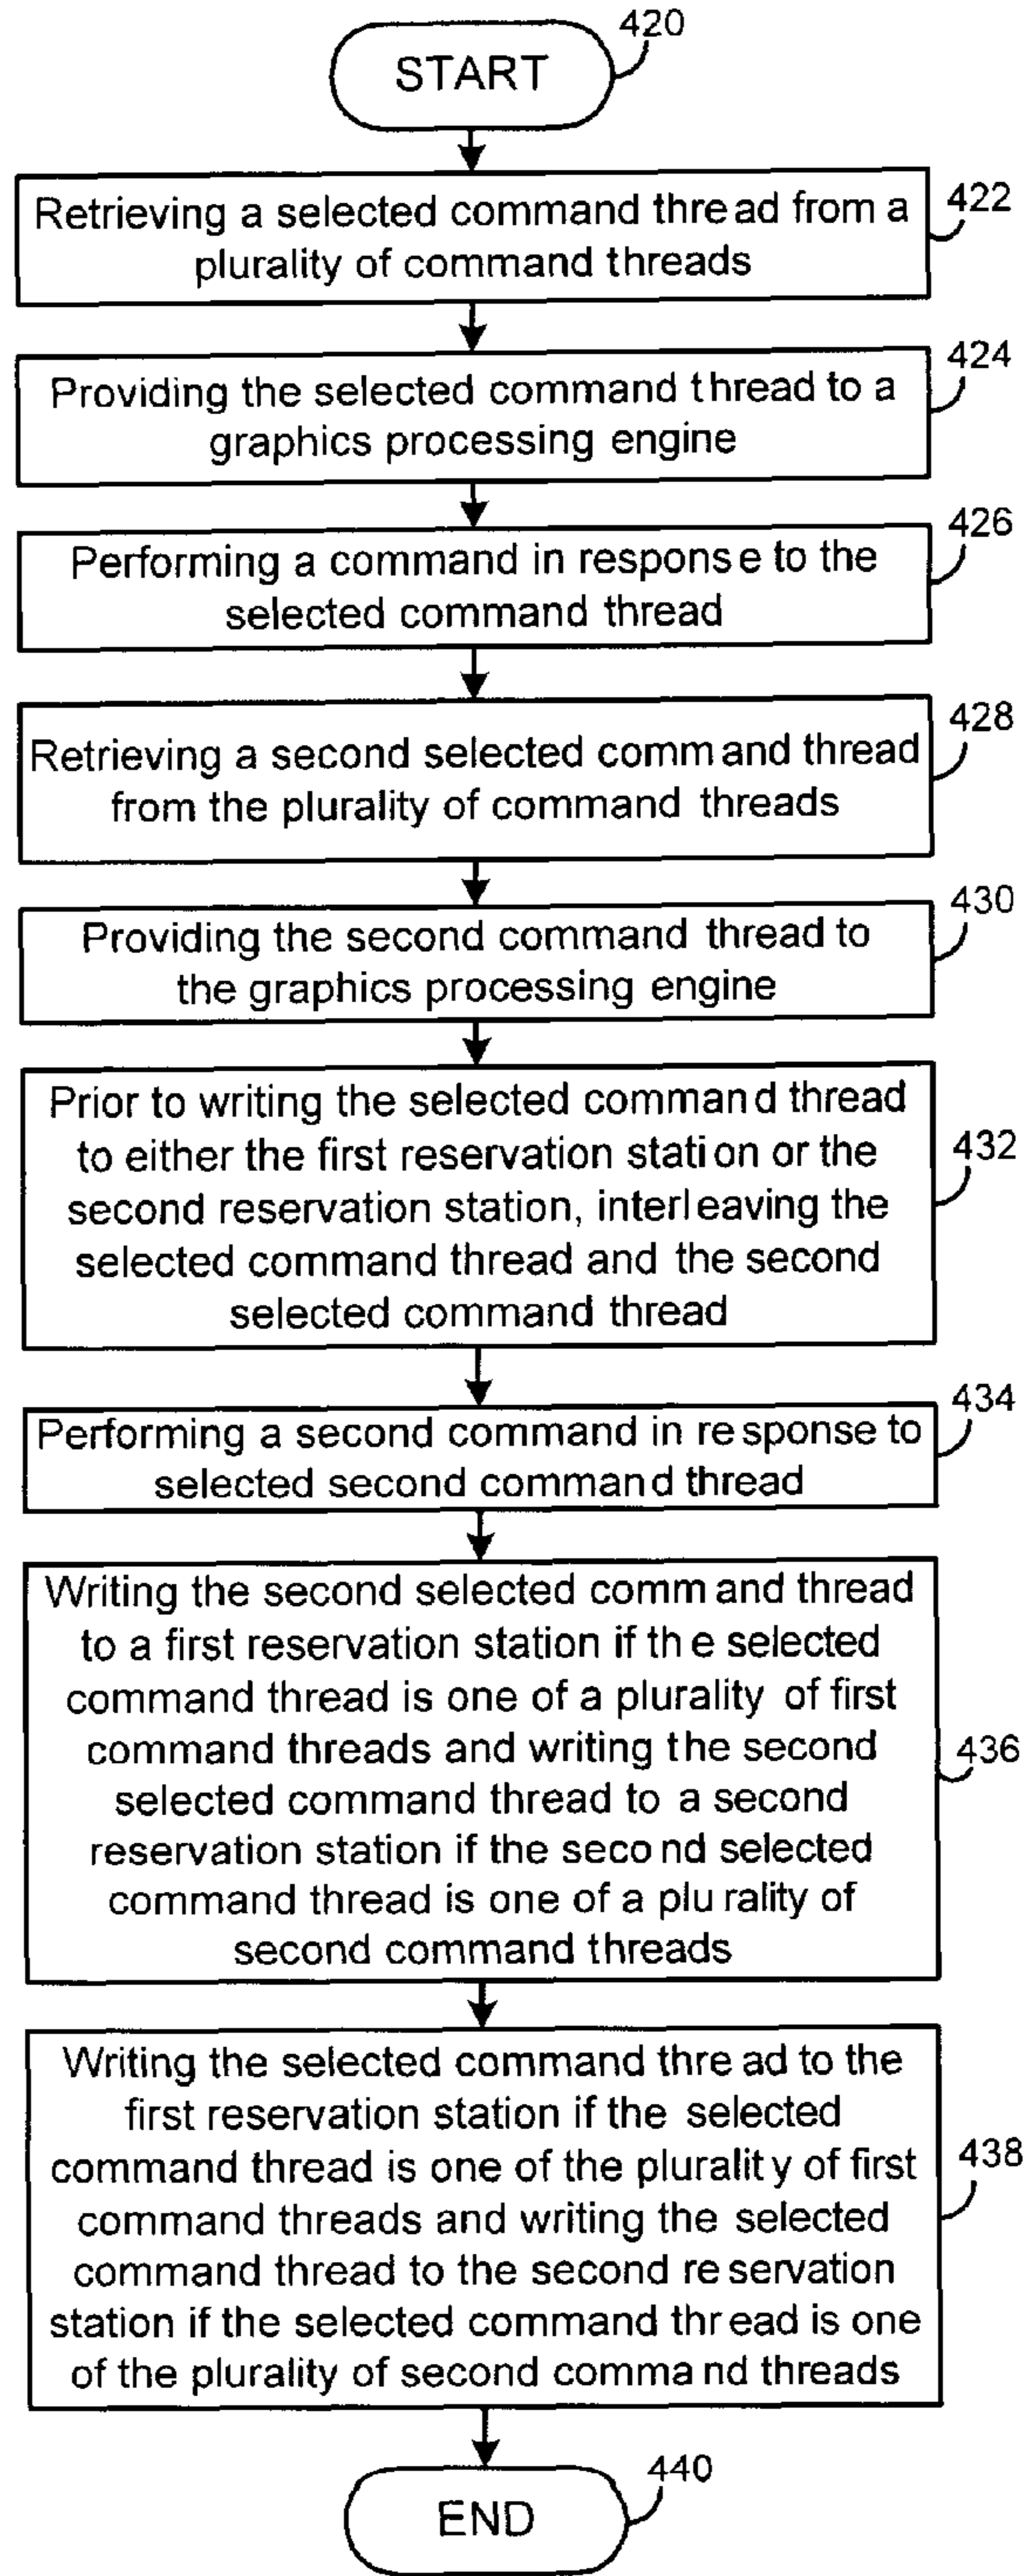 420
START
Retrieving a selected command thread from a
plurality of command threads
422
Providing the selected command thread to a
graphics processing engine
424
Performing a command in response to the
selected command thread
426
Retrieving a second selected command thread
from the plurality of command threads
428
Providing the second command thread to
the graphics processing engine
430
Prior to writing the selected command thread
to either the first reservation station or the
second reservation station, interleaving the
selected command thread and the second
selected command thread
432
Performing a second command in response to
selected second command thread
434
Writing the second selected command thread
to a first reservation station if the selected
command thread is one of a plurality of first
command threads and writing the second
selected command thread to a second
reservation station if the second selected
command thread is one of a plurality of
second command threads
436
Writing the selected command thread to the
first reservation station if the selected
command thread is one of the plurality of first
command threads and writing the selected
command thread to the second reservation
station if the selected command thread is one
of the plurality of second command threads
438
END
440